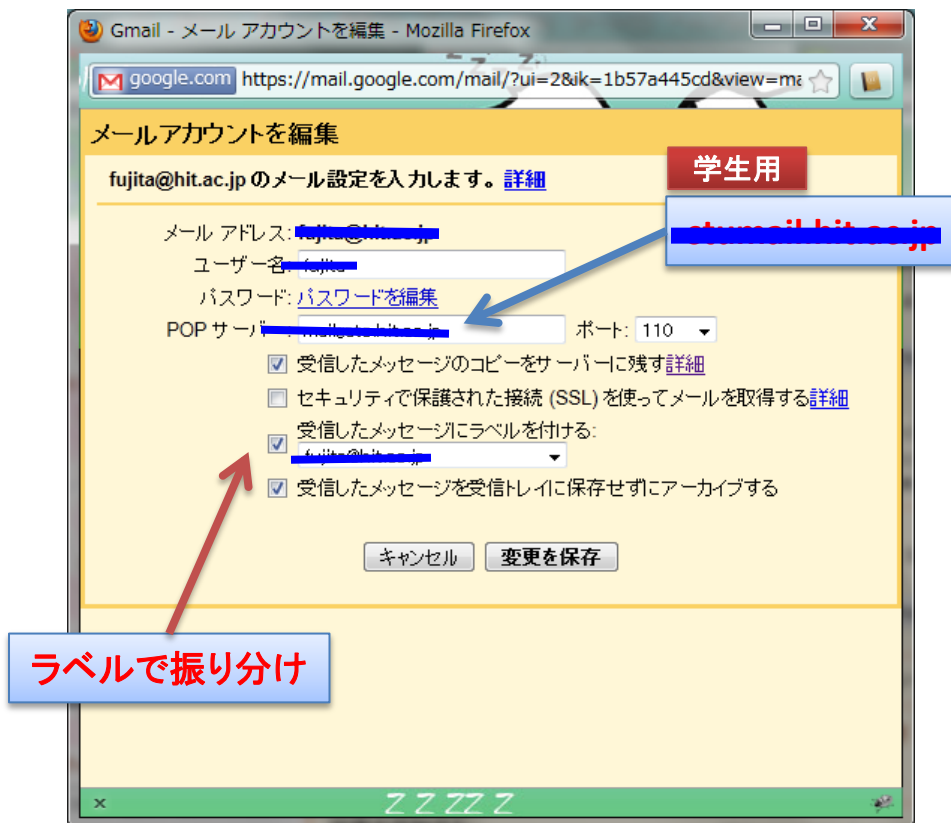 Gmail - メール アカウントを編集 - Mozilla Firefox
google.com https://mail.google.com/mail/?ui=2&ik=1b57a445cd&view=ma
メールアカウントを編集
fujita@hit.ac.jp のメール設定を入力します。 詳細
学生用
メール アドレス:
ユーザー名:
パスワード: パスワードを編集
POP サーバー ポート: 110
受信したメッセージのコピーをサーバーに残す詳細
セキュリティで保護された接続 (SSL) を使ってメールを取得する詳細
受信したメッセージにラベルを付ける:
受信したメッセージを受信トレイに保存せずにアーカイブする
キャンセル 変更を保存
ラベルで振り分け
Z Z ZZ Z